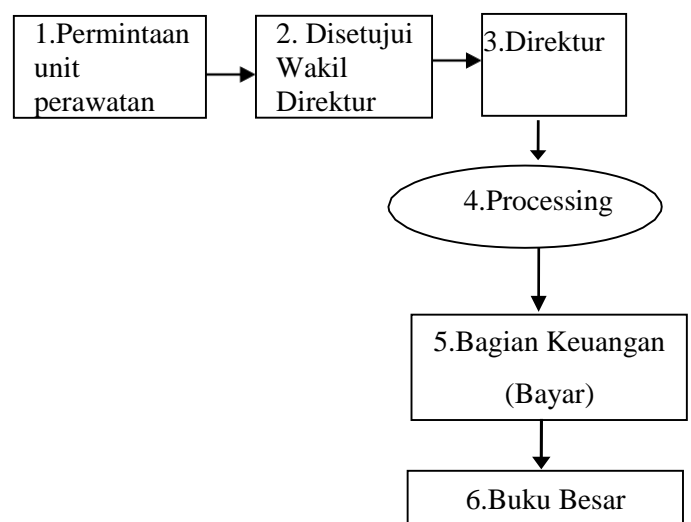 1.Permintaan
unit
perawatan
2. Disetujui
Wakil
Direktur
3.Direktur
4.Processing
5.Bagian Keuangan
(Bayar)
6.Buku Besar